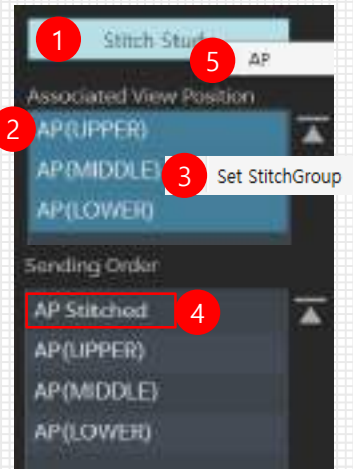 1 Stitch Stud
5 AP
Associated View Position
2 AP(UPPER)
AP(MIDDLE) 3 Set StitchGroup
AP(LOWER)
Sending Order
AP Stitched 4
AP(UPPER)
AP(MIDDLE)
AP(LOWER)